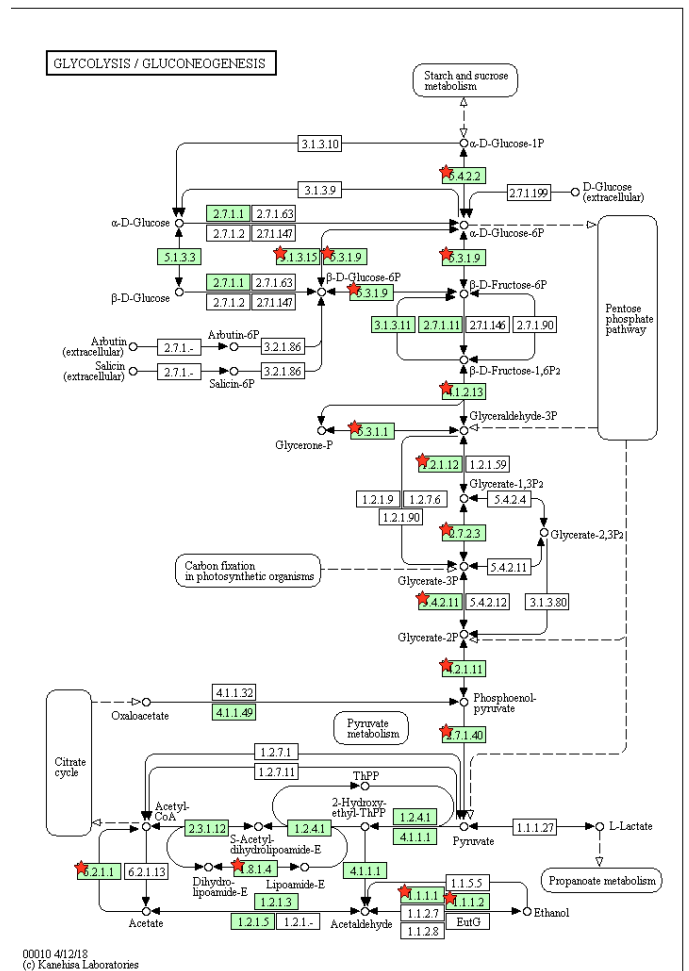 GLYCOLYSIS / GLUCONEOGENESIS
Starch and sucrose
metabolism
3.1.3.10
α-D-Glucose-1P
5.4.2.2
3.1.3.9
2.7.1.199
D-Glucose
(extracellular)
α-D-Glucose
2.7.1.1
2.7.1.63
2.7.1.2
2.7.1.147
α-D-Glucose-6P
5.1.3.3
5.1.3.15
5.3.1.9
5.3.1.9
β-D-Glucose
2.7.1.1
2.7.1.63
2.7.1.2
2.7.1.147
β-D-Glucose-6P
5.3.1.9
β-D-Fructose-6P
Pentose
phosphate
pathway
3.1.3.11
2.7.1.11
2.7.1.146
2.7.1.90
Arbutin
(extracellular)
2.7.1.-
Arbutin-6P
3.2.1.86
Salicin
(extracellular)
2.7.1.-
Salicin-6P
3.2.1.86
β-D-Fructose-1,6P2
4.1.2.13
Glyceraldehyde-3P
Glycerone-P
5.3.1.1
1.2.1.12
1.2.1.59
1.2.1.9
1.2.7.6
1.2.1.90
Glycerate-1,3P2
5.4.2.4
2.7.2.3
Glycerate-2,3P2
Carbon fixation
in photosynthetic organisms
5.4.2.11
Glycerate-3P
5.4.2.11
5.4.2.12
3.1.3.80
Glycerate-2P
4.2.1.11
4.1.1.32
4.1.1.49
Oxaloacetate
Phosphoenol-
pyruvate
Pyruvate
metabolism
2.7.1.40
Citrate
cycle
1.2.7.1
1.2.7.11
ThPP
Acetyl-
CoA
2-Hydroxy-
ethyl-ThPP
2.3.1.12
S-Acetyl-
dihydrolipoamide-E
1.2.4.1
1.2.4.1
4.1.1.1
Pyruvate
1.1.1.27
L-Lactate
6.2.1.1
6.2.1.13
Dihydro-
lipoamide-E
1.8.1.4
Lipoamide-E
4.1.1.1
Propanoate metabolism
Acetate
1.2.1.3
1.2.1.5
1.2.1.-
Acetaldehyde
1.1.1.1
1.1.5.5
1.1.1.2
1.1.2.7
EutG
1.1.2.8
Ethanol
00010 4/12/18
(c) Kanehisa Laboratories